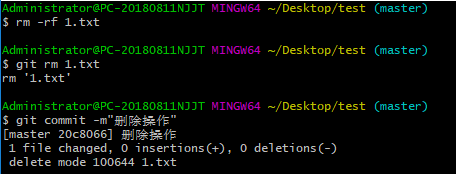 Administrator@PC-20180811NJJT MINGW64 ~/Desktop/test (master)
$ rm -rf 1.txt
Administrator@PC-20180811NJJT MINGW64 ~/Desktop/test (master)
$ git rm 1.txt
rm '1.txt'
Administrator@PC-20180811NJJT MINGW64 ~/Desktop/test (master)
$ git commit -m"删除操作"
[master 20c8066] 删除操作
1 file changed, 0 insertions(+), 0 deletions(-)
delete mode 100644 1.txt